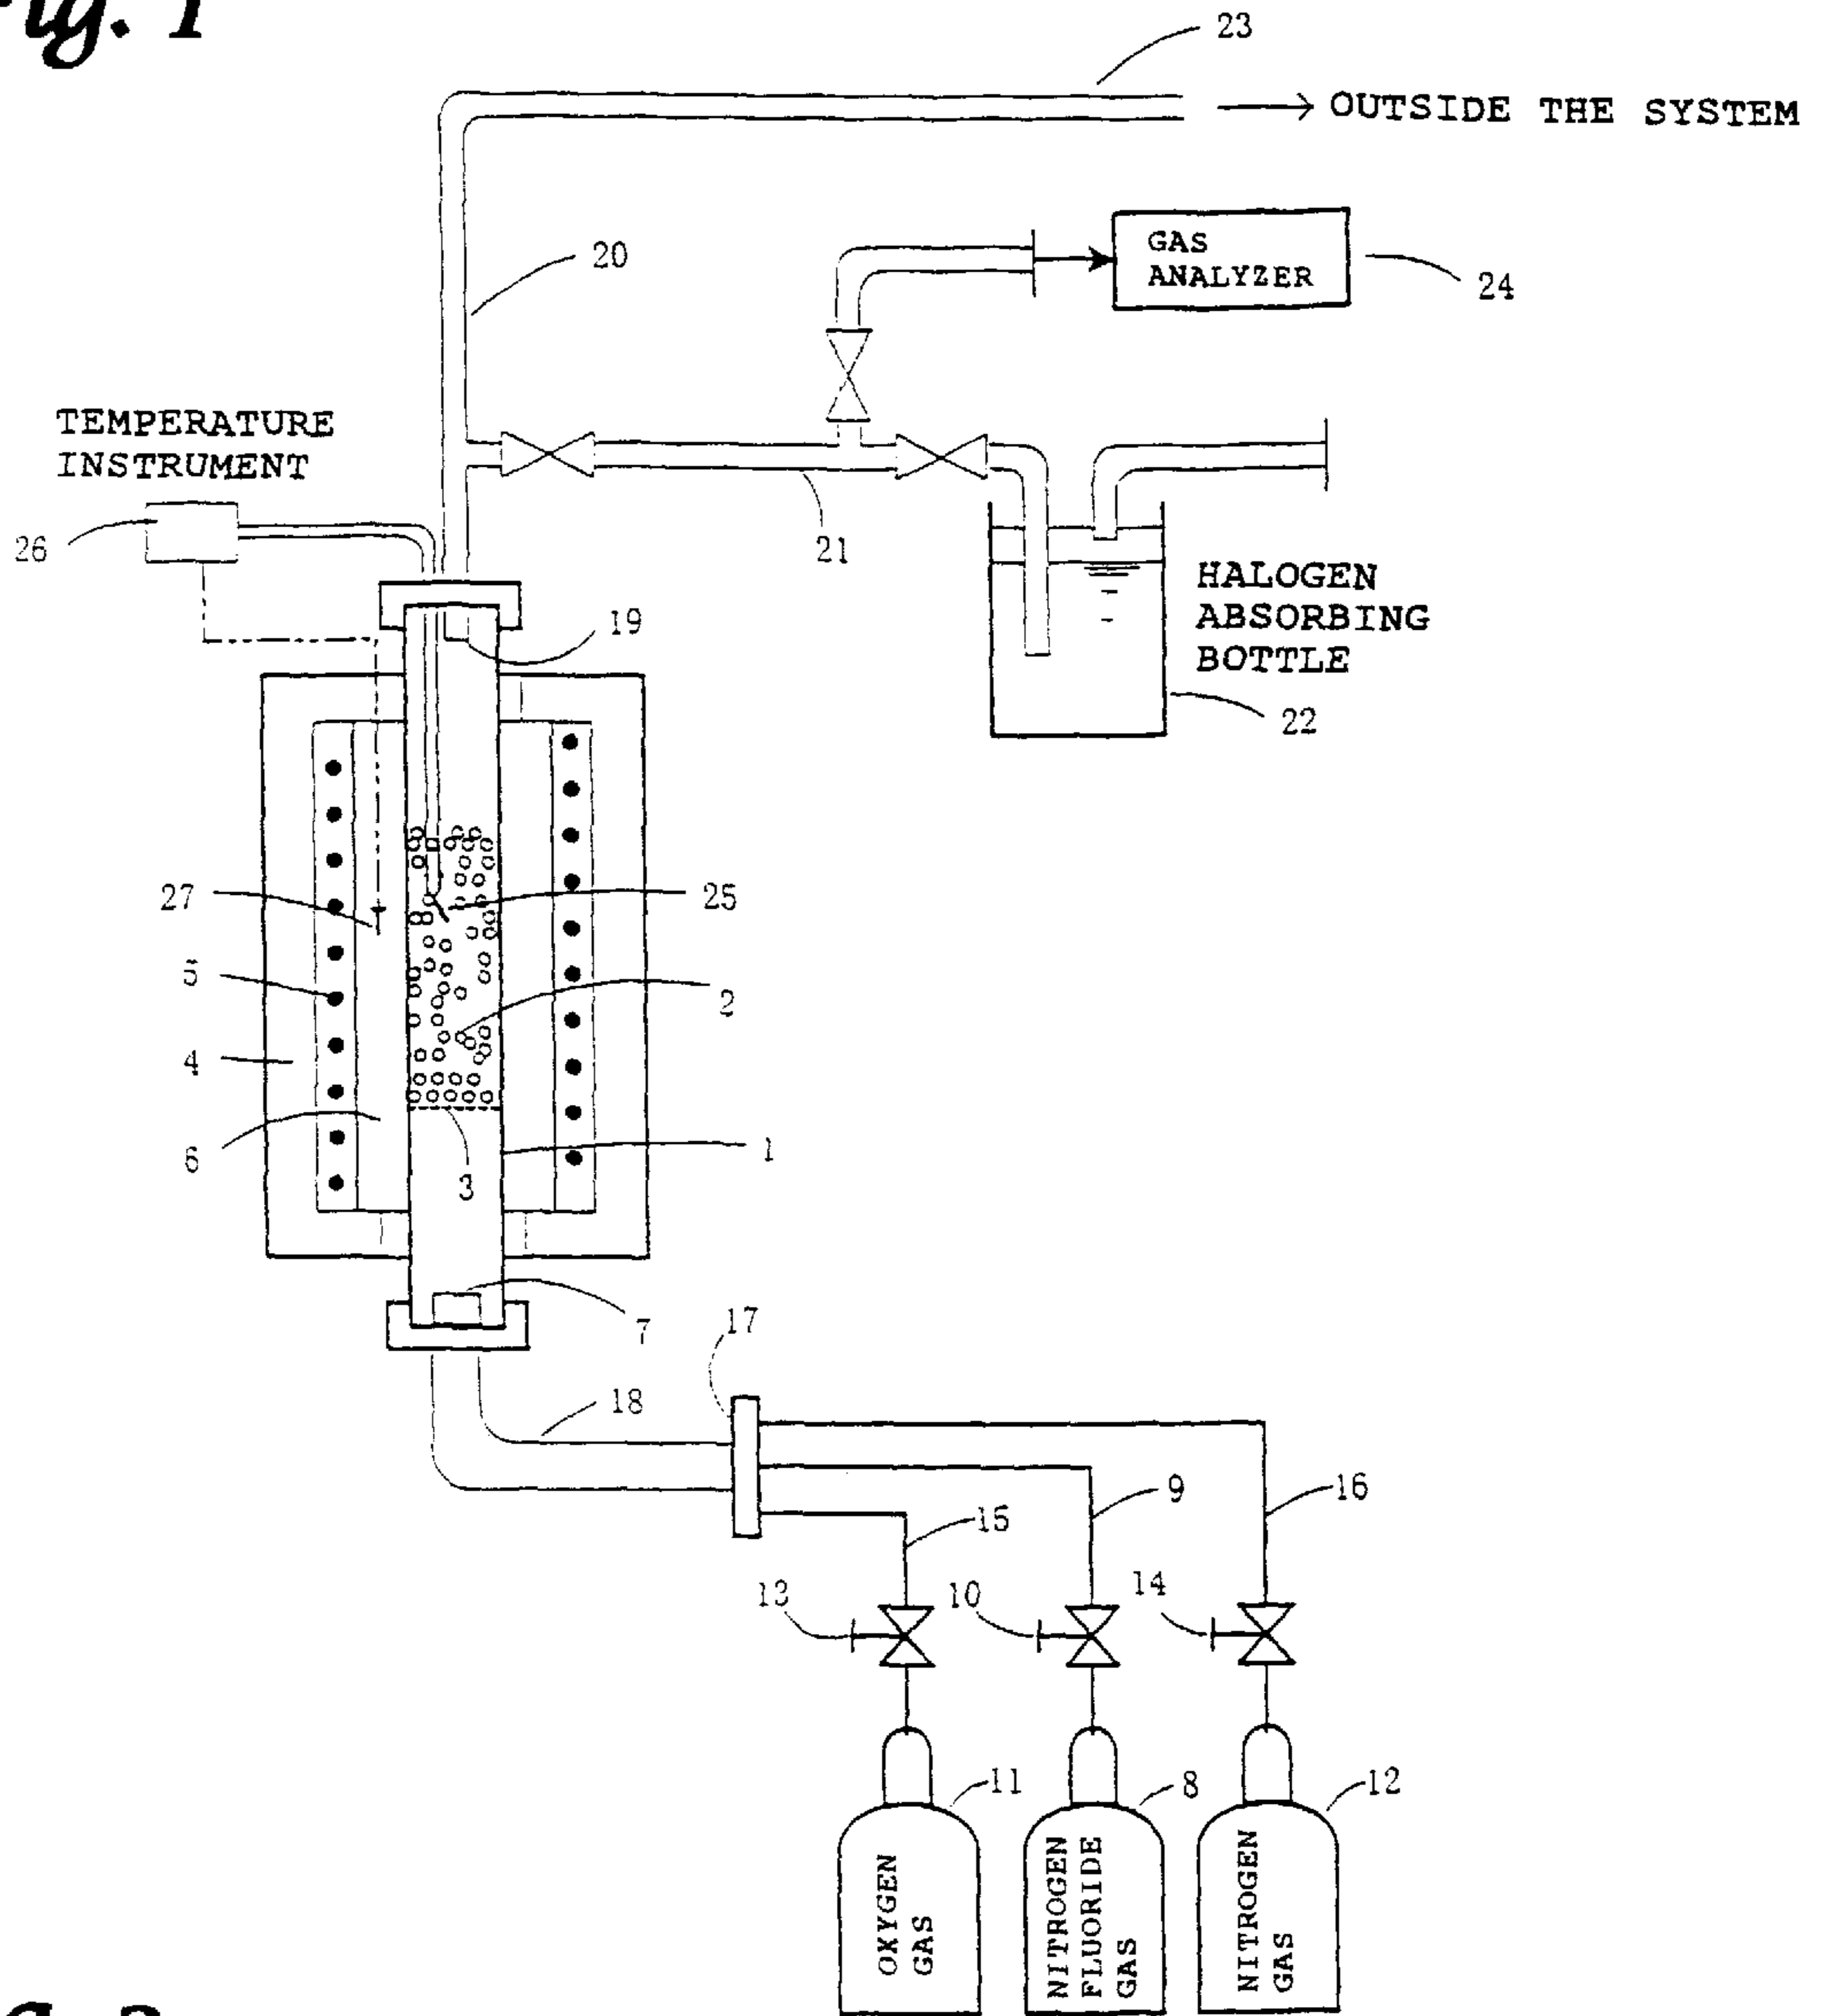 Fig. 1
23
OUTSIDE THE SYSTEM
20
GAS
ANALYZER
24
TEMPERATURE
INSTRUMENT
26
21
HALOGEN
ABSORBING
BOTTLE
19
22
27
25
5
2
4
6
1
3
7
17
18
9
16
15
13
10
14
11
8
12
OXYGEN
GAS
NITROGEN
FLUORIDE
GAS
NITROGEN
GAS